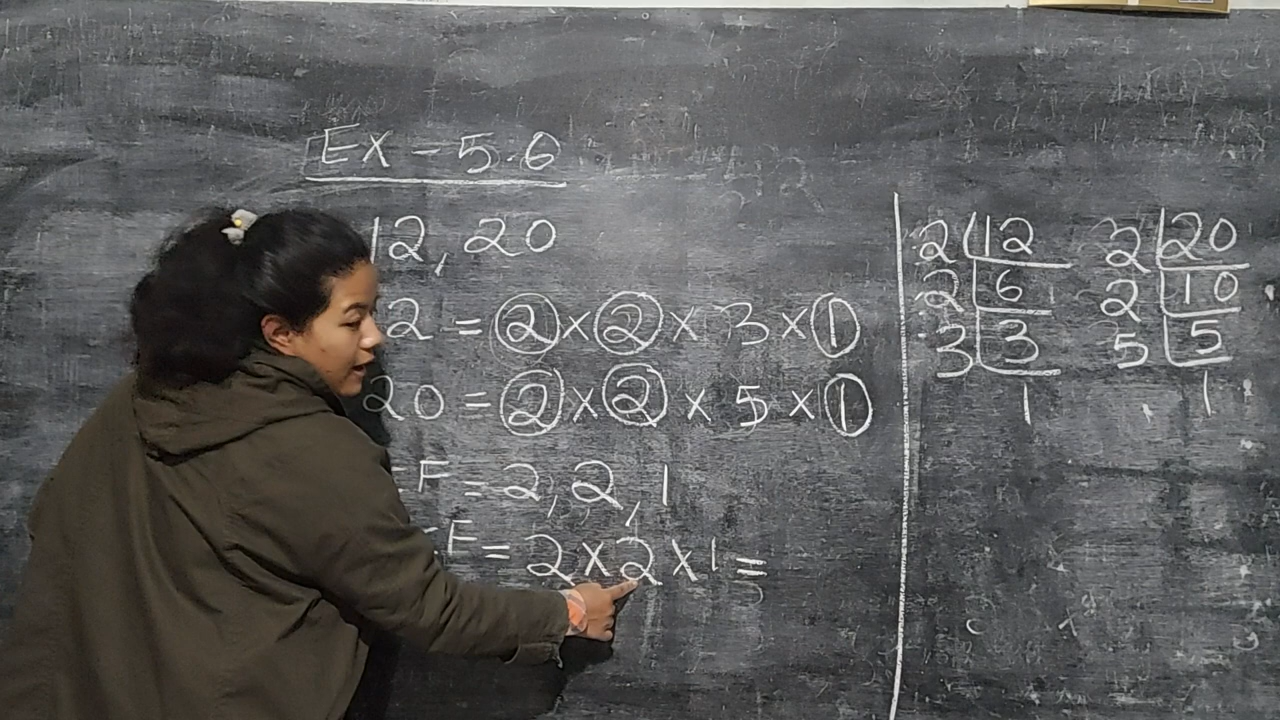 Ex - 5.6
12, 20
12 = 2 x 2 x 3 x 1
20 = 2 x 2 x 5 x 1
F = 2, 2, 1
F = 2 x 2 x 1 =
2 12
2 6
3 3
1
2 20
2 10
5 5
1